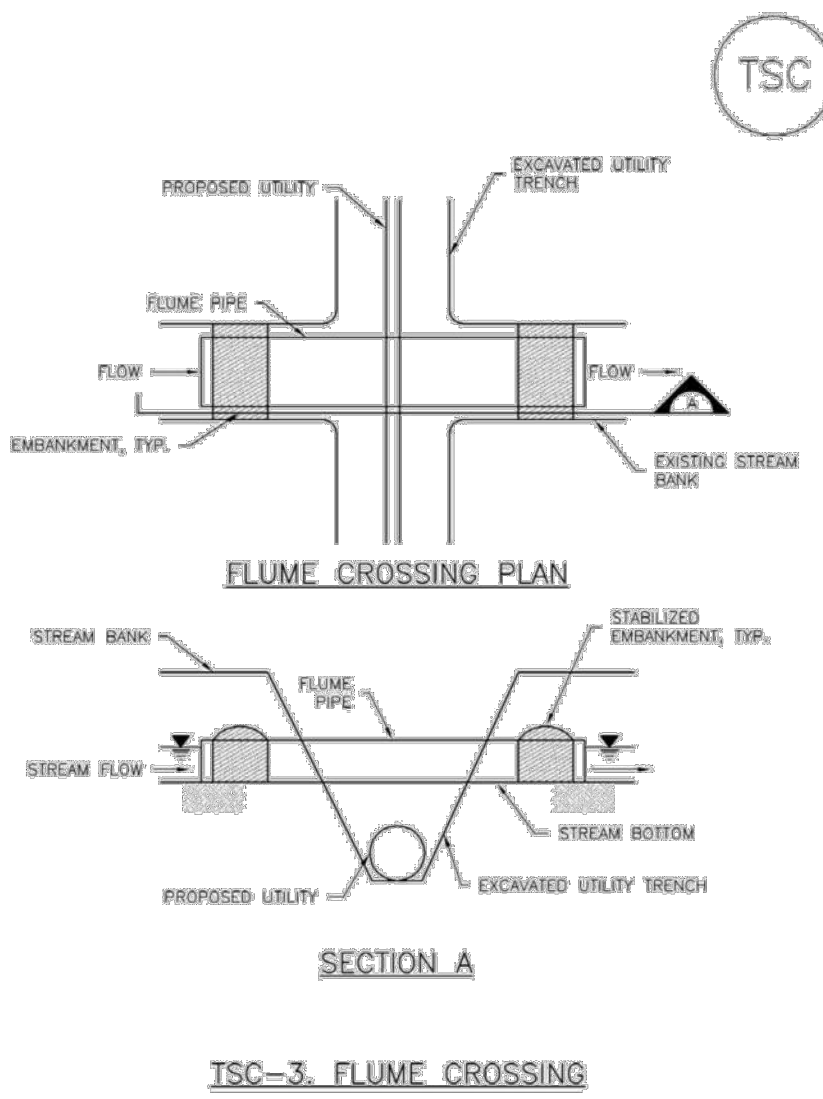 TSC
PROPOSED UTILITY
EXCAVATED UTILITY
TRENCH
FLUME PIPE
FLOW
FLOW
A
EMBANKMENT, TYP.
EXISTING STREAM
BANK
FLUME CROSSING PLAN
STREAM BANK
STABILIZED
EMBANKMENT, TYP.
FLUME
PIPE
STREAM FLOW
STREAM BOTTOM
PROPOSED UTILITY
EXCAVATED UTILITY TRENCH
SECTION A
TSC-3. FLUME CROSSING